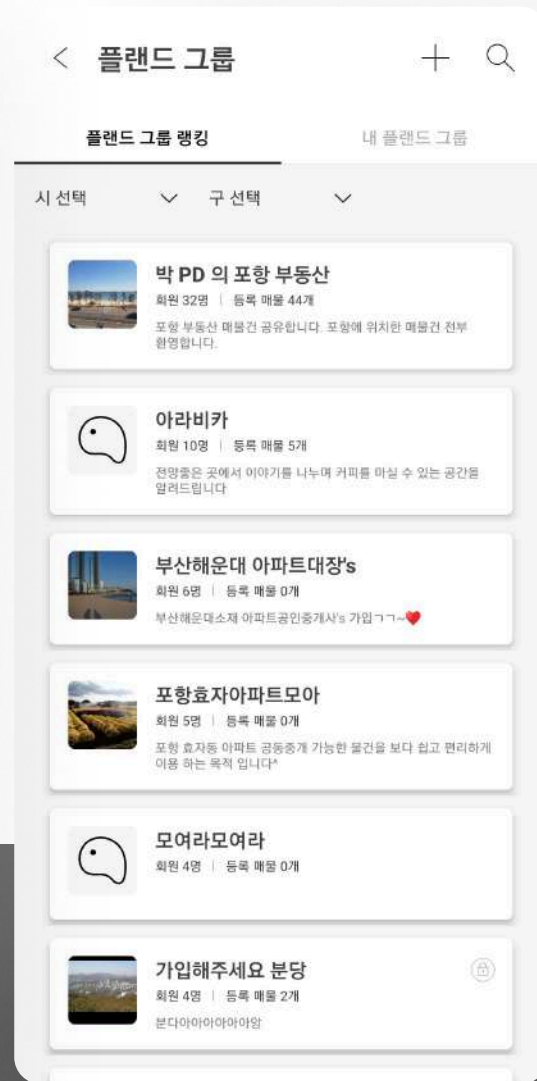 플랜드 그룹
플랜드 그룹 랭킹
내 플랜드 그룹
시 선택
구 선택
박 PD 의 포항 부동산
회원 32명 | 등록 매물 44개
포항 부동산 매물건 공유합니다. 포항에 위치한 매물건 전부
환영합니다.
아라비카
회원 10명 | 등록 매물 5개
전망좋은 곳에서 이야기를 나누며 커피를 마실 수 있는 공간을
알려드립니다
부산해운대 아파트대장's
회원 6명 | 등록 매물 0개
부산해운대소재 아파트공인중개사's 가입ㄱㄱ~❤️
포항효자아파트모아
회원 5명 | 등록 매물 0개
포항 효자동 아파트 공동중개 가능한 물건을 보다 쉽고 편리하게
이용 하는 목적 입니다^
모여라모여라
회원 4명 | 등록 매물 0개
가입해주세요 분당
회원 4명 | 등록 매물 2개
분다아아아아아아암